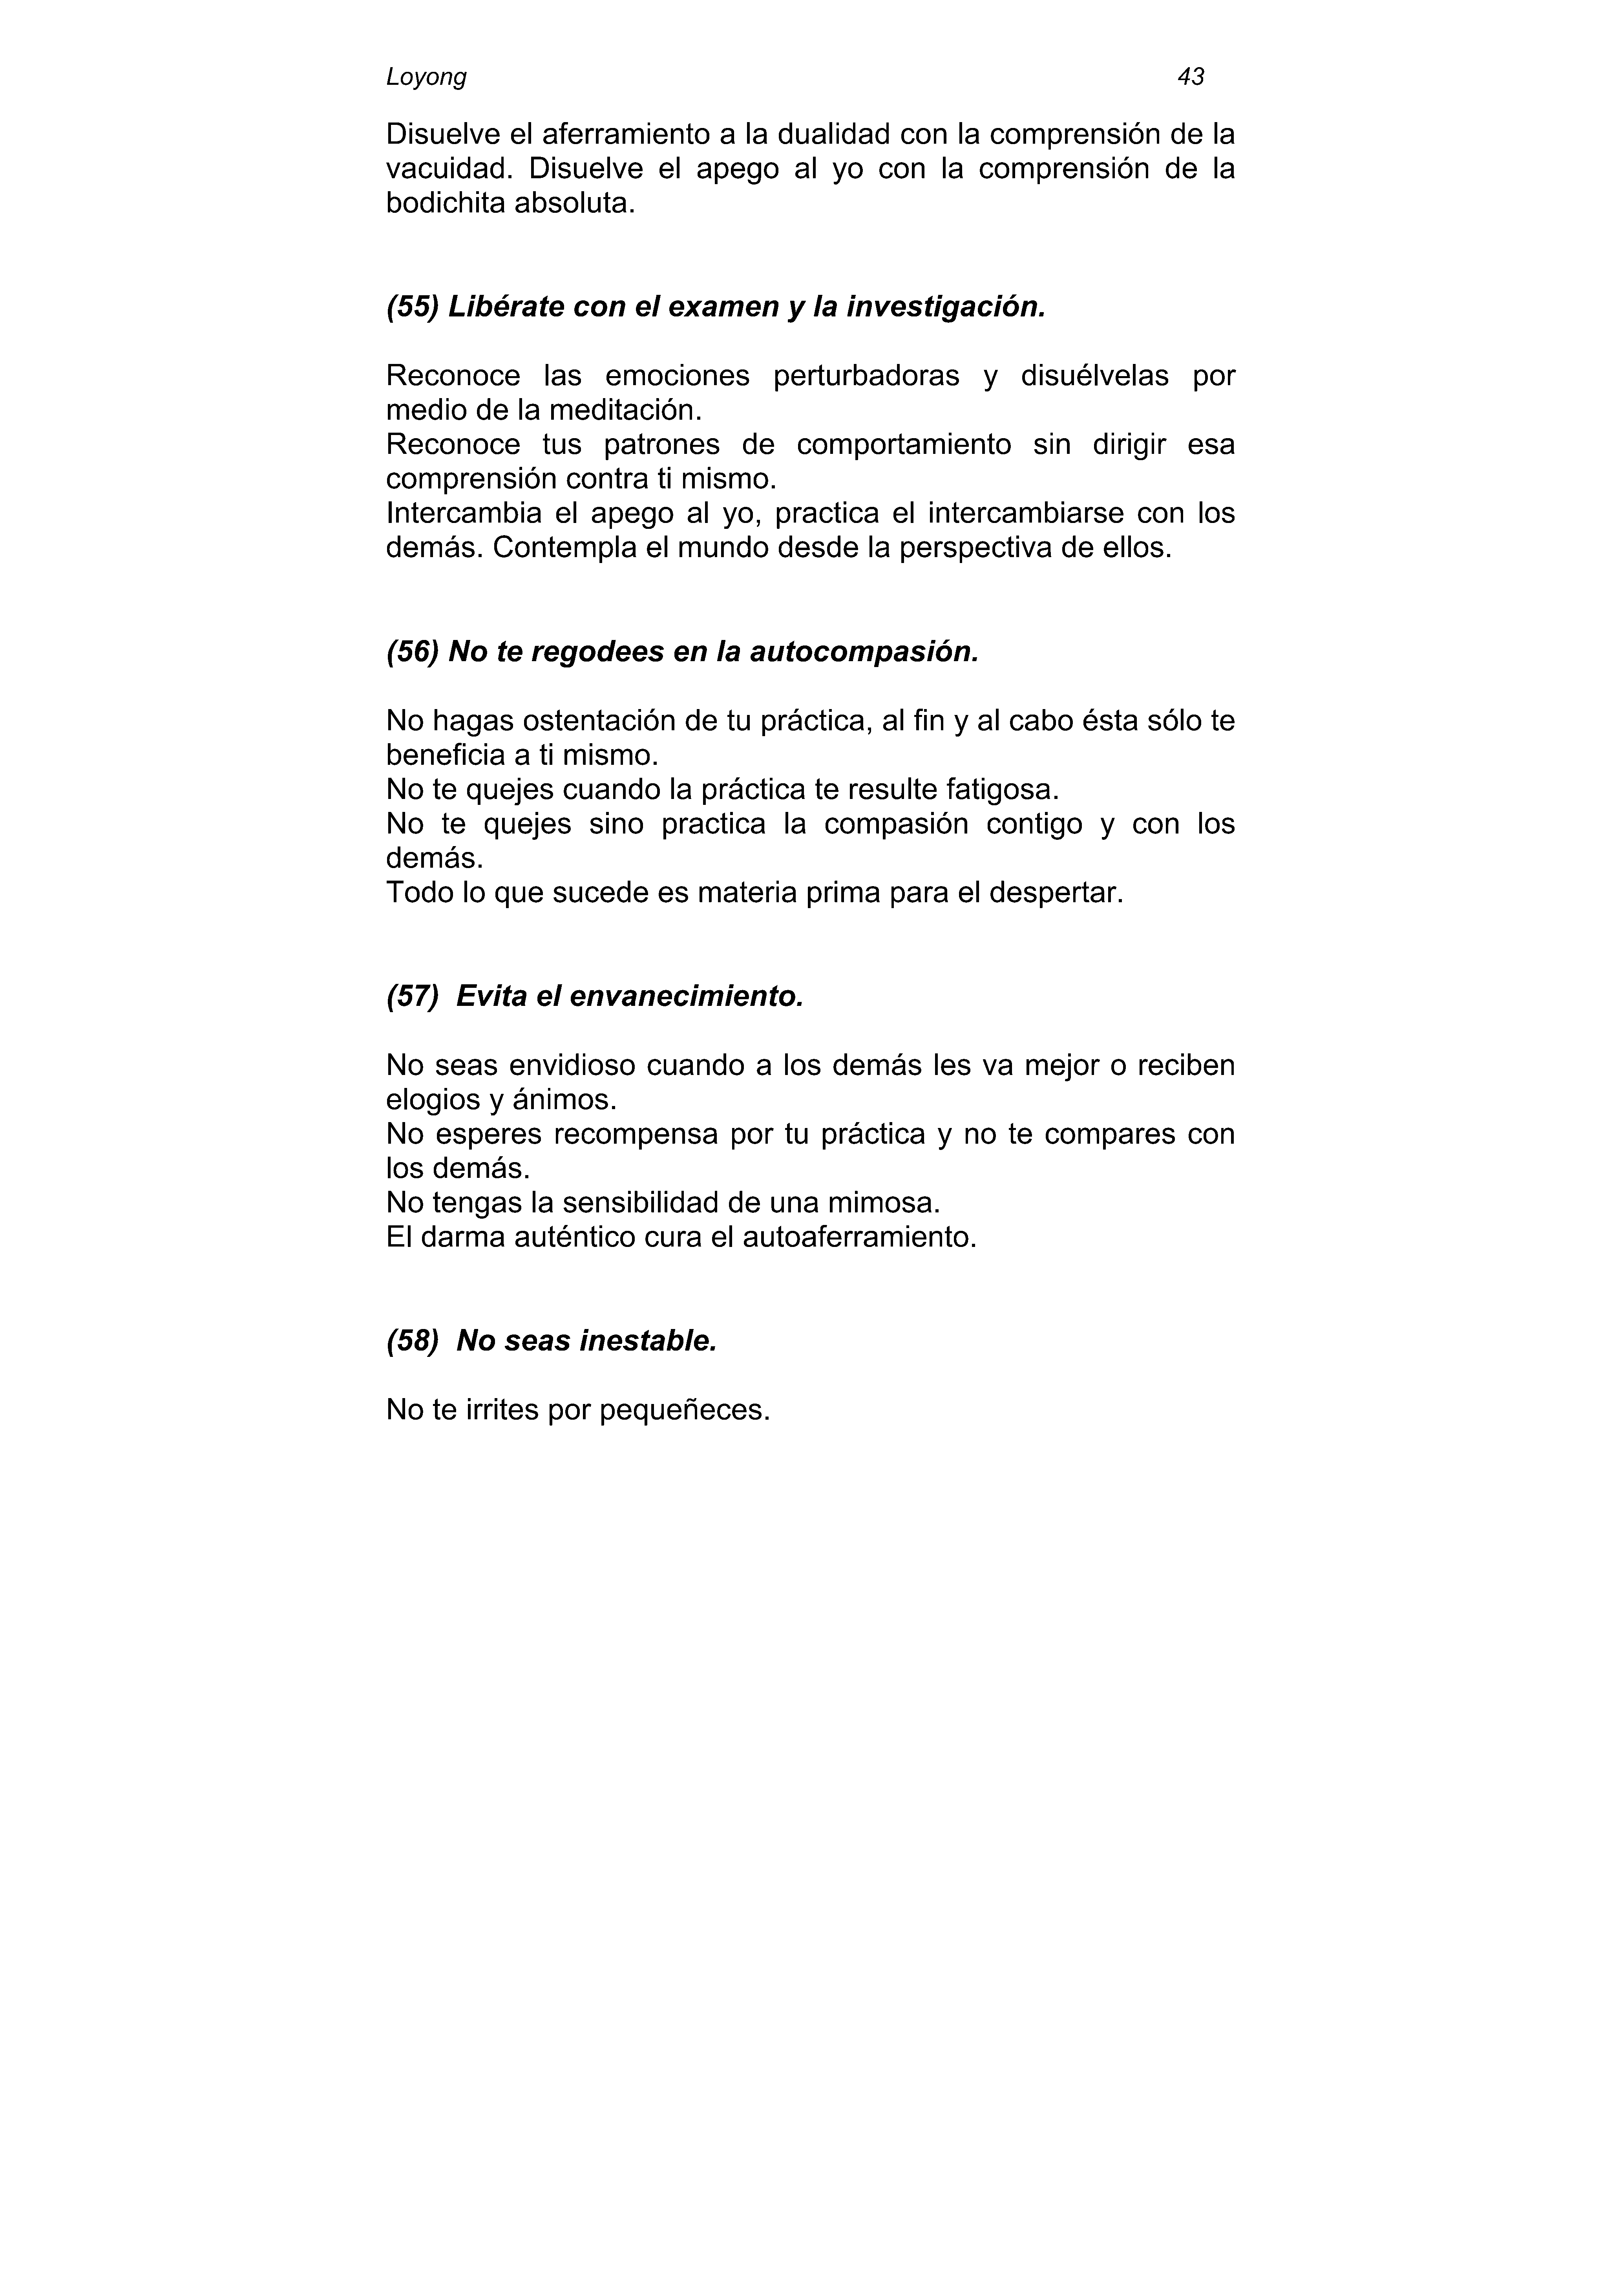 Loyong 43
Disuelve el aferramiento a la dualidad con la comprensión de la
vacuidad. Disuelve el apego al yo con la comprensión de la
bodichita absoluta.
(55) Libérate con el examen y la investigación.
Reconoce las emociones perturbadoras y disuélvelas por
medio de la meditación.
Reconoce tus patrones de comportamiento sin dirigir esa
comprensión contra ti mismo.
Intercambia el apego al yo, practica el intercambiarse con los
demás. Contempla el mundo desde la perspectiva de ellos.
(56) No te regodees en la autocompasión.
No hagas ostentación de tu práctica, al fin y al cabo ésta sólo te
beneficia a ti mismo.
No te quejes cuando la práctica te resulte fatigosa.
No te quejes sino practica la compasión contigo y con los
demás.
Todo lo que sucede es materia prima para el despertar.
(57) Evita el envanecimiento.
No seas envidioso cuando a los demás les va mejor o reciben
elogios y ánimos.
No esperes recompensa por tu práctica y no te compares con
los demás.
No tengas la sensibilidad de una mimosa.
El darma auténtico cura el autoaferramiento.
(58) No seas inestable.
No te irrites por pequeñeces.